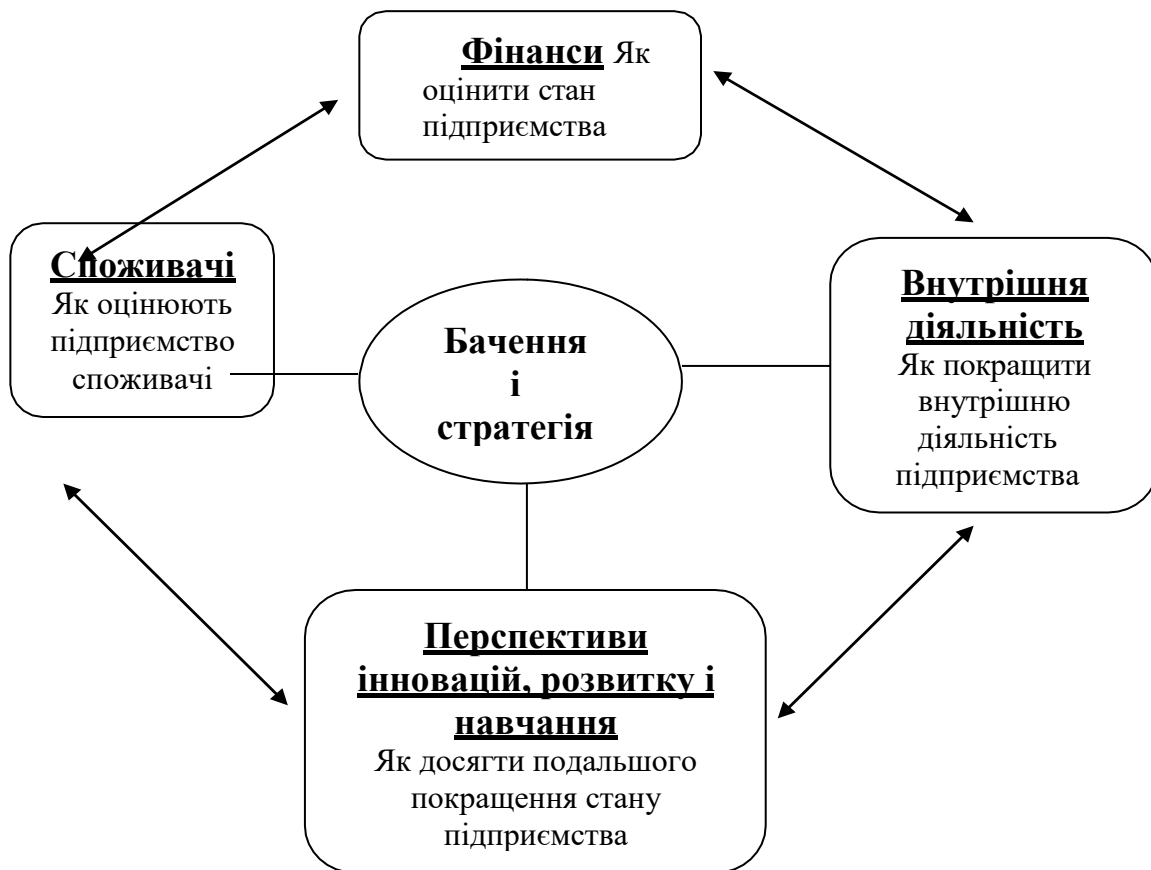 Фінанси Як
оцінити стан
підприємства
Споживачі
Як оцінюють
підприємство
споживачі
Бачення
і
стратегія
Внутрішня
діяльність
Як покращити
внутрішню
діяльність
підприємства
Перспективи
інновацій, розвитку і
навчання
Як досягти подальшого
покращення стану
підприємства